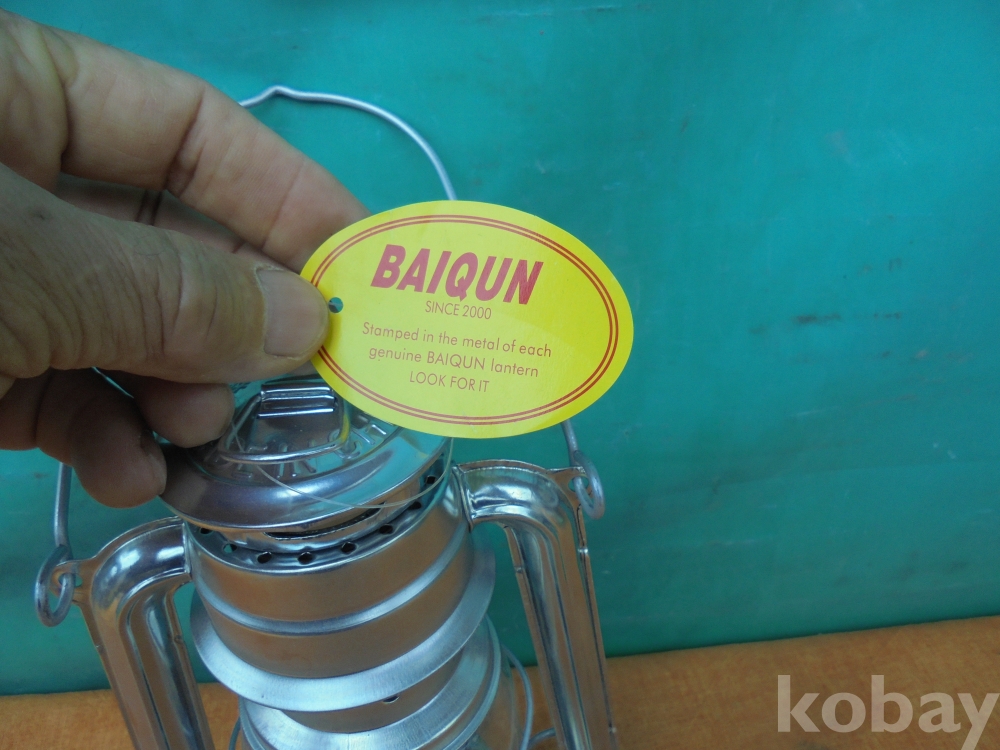 BAIQUN
SINCE 2000
Stamped in the metal of each
genuine BAIQUN lantern
LOOK FOR IT
kobay